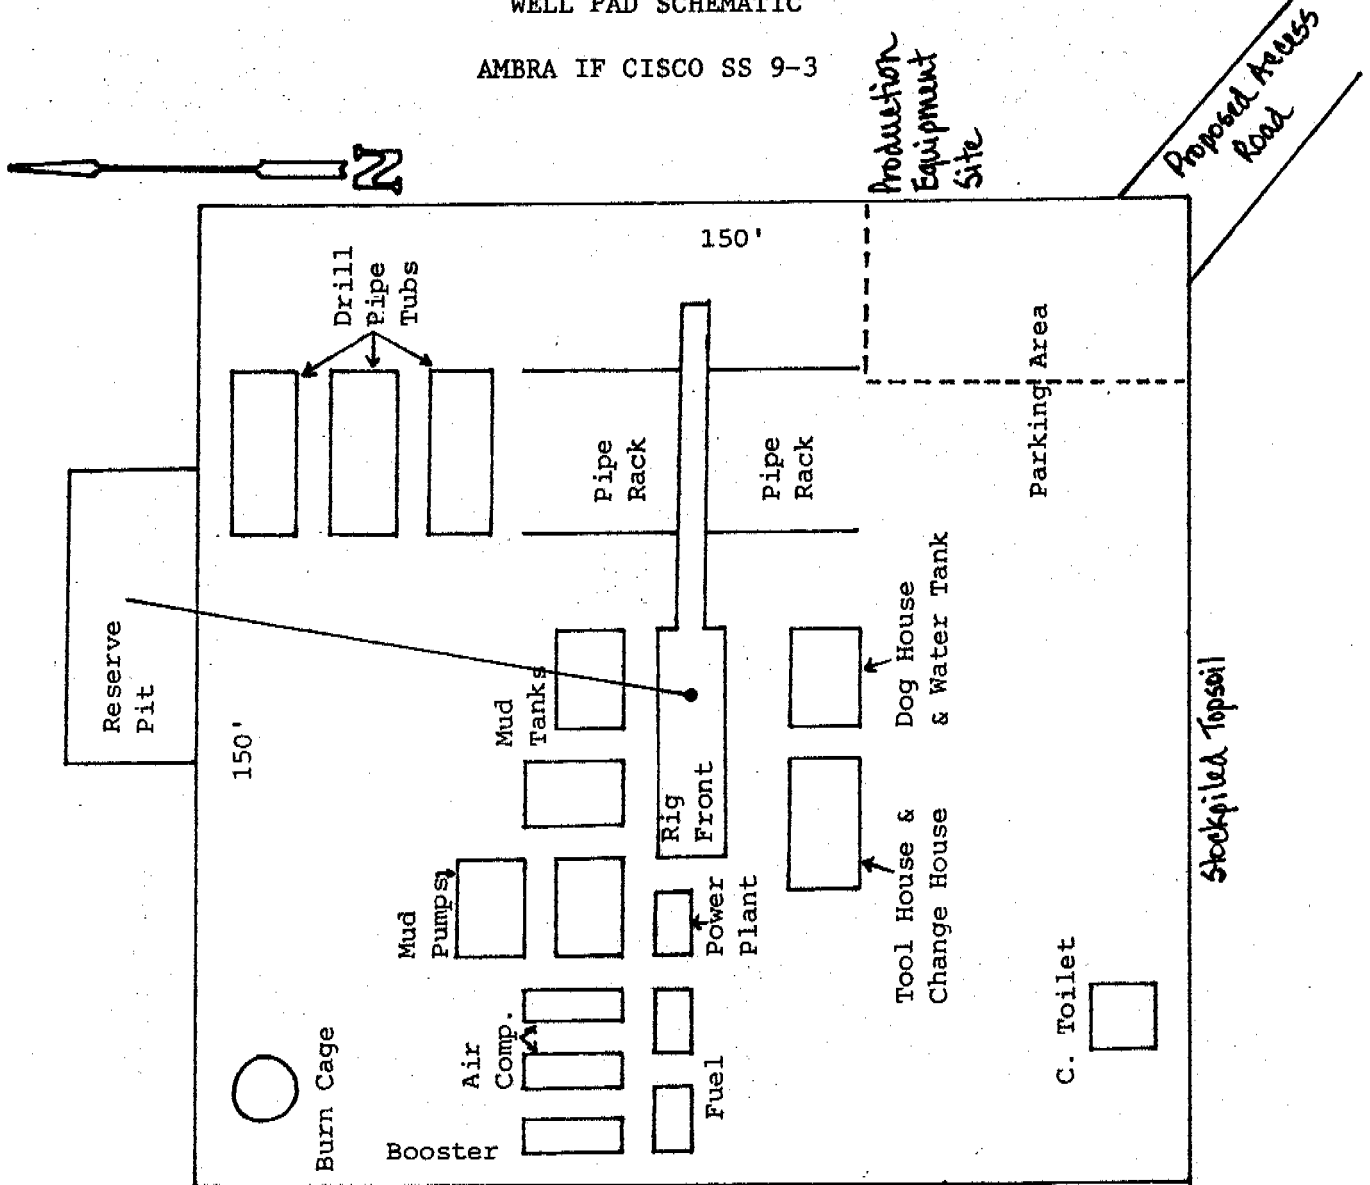 WELL PAD SCHEMATIC
AMBRA IF CISCO SS 9-3
N
Production
Equipment
Site
Proposed Access
Road
150'
Drill
Pipe
Tubs
Parking Area
Pipe
Rack
Pipe
Rack
Reserve
Pit
150'
Mud
Tanks
Dog House
& Water Tank
Rig
Front
Stockpiled Topsoil
Mud
Pumps
Power
Plant
Tool House &
Change House
Air
Comp.
C. Toilet
Burn Cage
Fuel
Booster